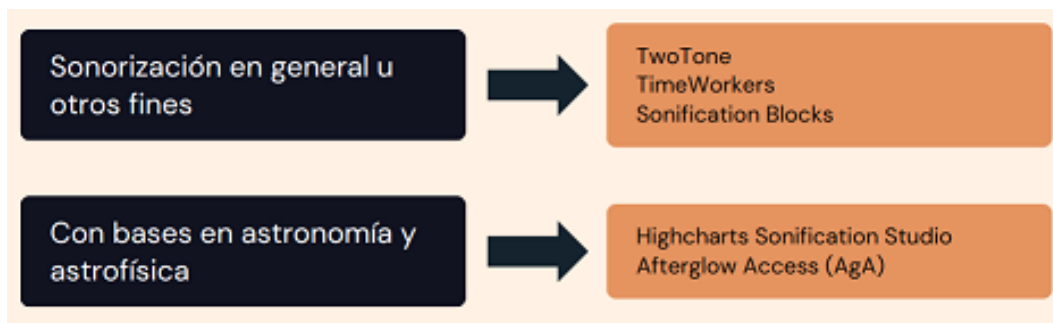 Sonorización en general u
otros fines
TwoTone
TimeWorkers
Sonification Blocks
Con bases en astronomía y
astrofísica
Highcharts Sonification Studio
Afterglow Access (AgA)